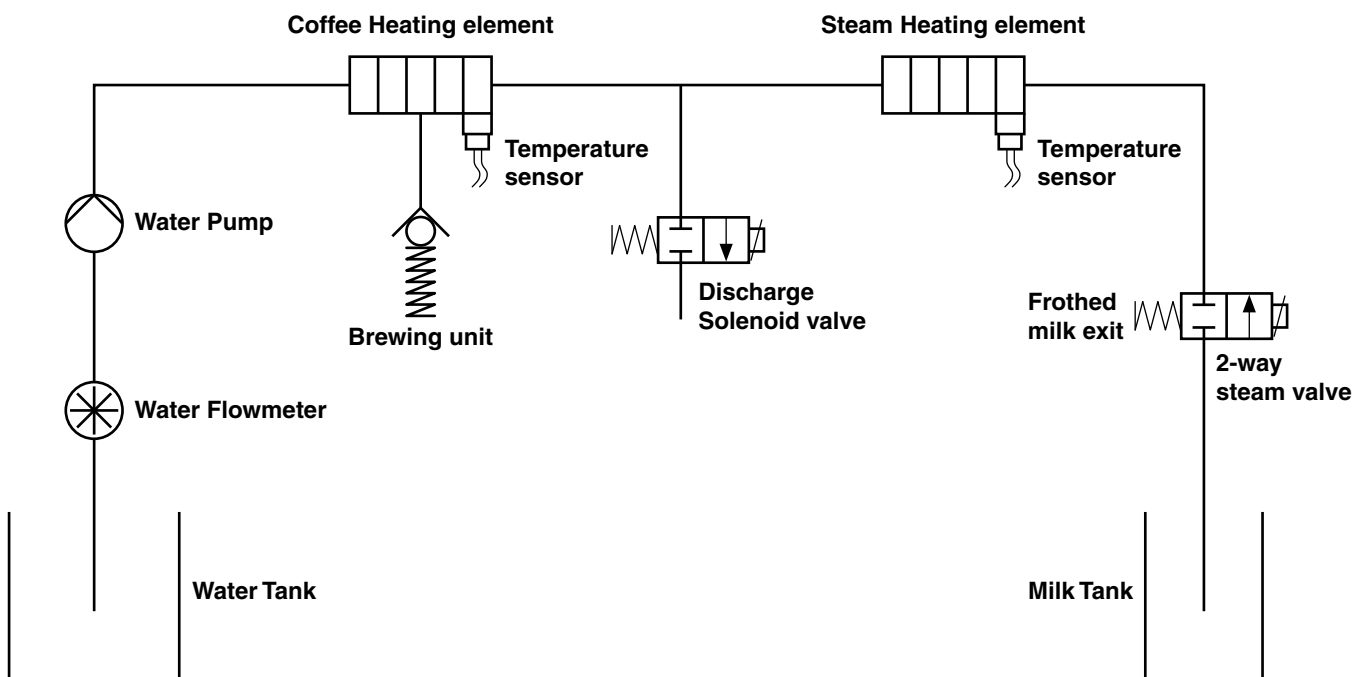 Coffee Heating element
Steam Heating element
Temperature
sensor
Temperature
sensor
Water Pump
Discharge
Solenoid valve
Frothed
milk exit
Brewing unit
2-way
steam valve
Water Flowmeter
Water Tank
Milk Tank